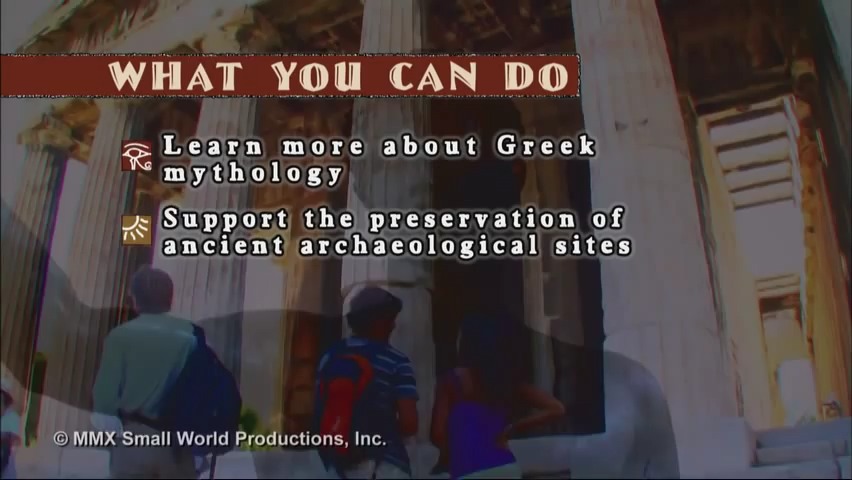 WHAT YOU CAN DO
Learn more about Greek
mythology
Support the preservation of
ancient archaeological sites
© MMX Small World Productions, Inc.